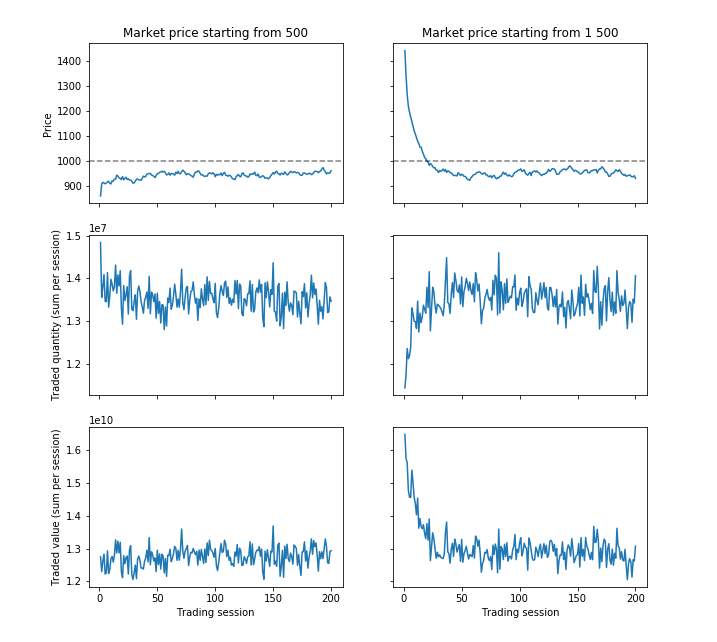 Market price starting from 500
Market price starting from 1 500
1400
1300
1200
1100
1000
900
Price
1e7
1.5
1.4
1.3
1.2
Traded quantity (sum per session)
1e10
1.6
1.5
1.4
1.3
1.2
Traded value (sum per session)
0 50 100 150 200
0 50 100 150 200
Trading session
Trading session